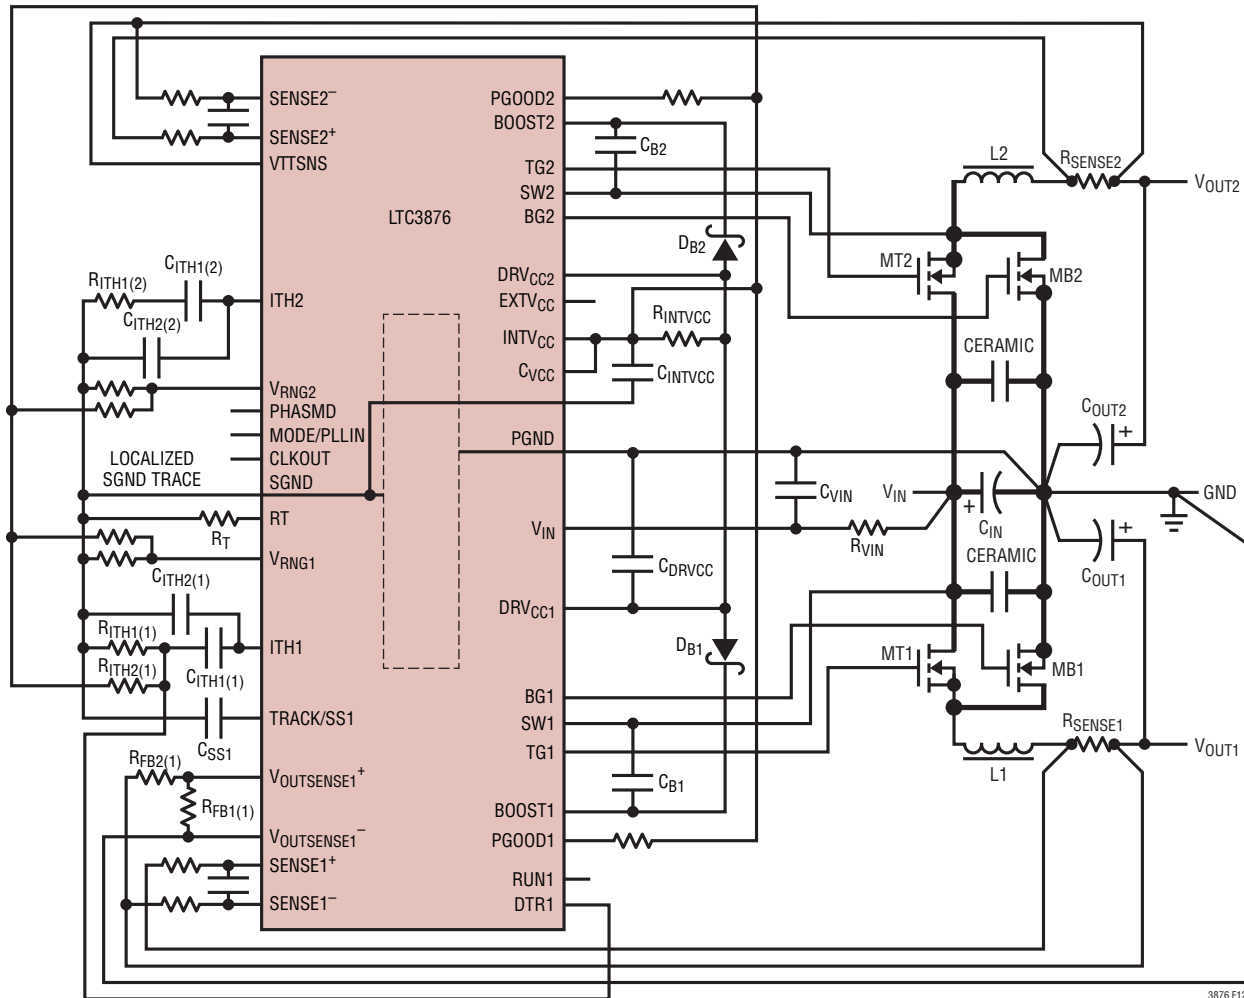 SENSE2–
SENSE2+
VTTSNS
LTC3876
PGOOD2
BOOST2
CB2
TG2
SW2
BG2
DB2
L2
RSENSE2
VOUT2
MT2
MB2
RITH1(2)
CITH1(2)
ITH2
CITH2(2)
DRVCC2
EXTVCC
INTVCC
RINTVCC
CVCC
CINTVCC
CERAMIC
COUT2
+
VRNG2
PHASMD
MODE/PLLIN
CLKOUT
LOCALIZED
SGND TRACE
SGND
PGND
CVIN
VIN
+
CIN
GND
RT
RT
VIN
RVIN
VRNG1
CDRVCC
CERAMIC
COUT1
+
CITH2(1)
DRVCC1
RITH1(1)
ITH1
RITH2(1)
CITH1(1)
DB1
MT1
MB1
BG1
TRACK/SS1
CSS1
SW1
TG1
RSENSE1
VOUT1
L1
RFB2(1)
VOUTSENSE1+
RFB1(1)
CB1
BOOST1
VOUTSENSE1–
PGOOD1
SENSE1+
RUN1
SENSE1–
DTR1
3876 F12